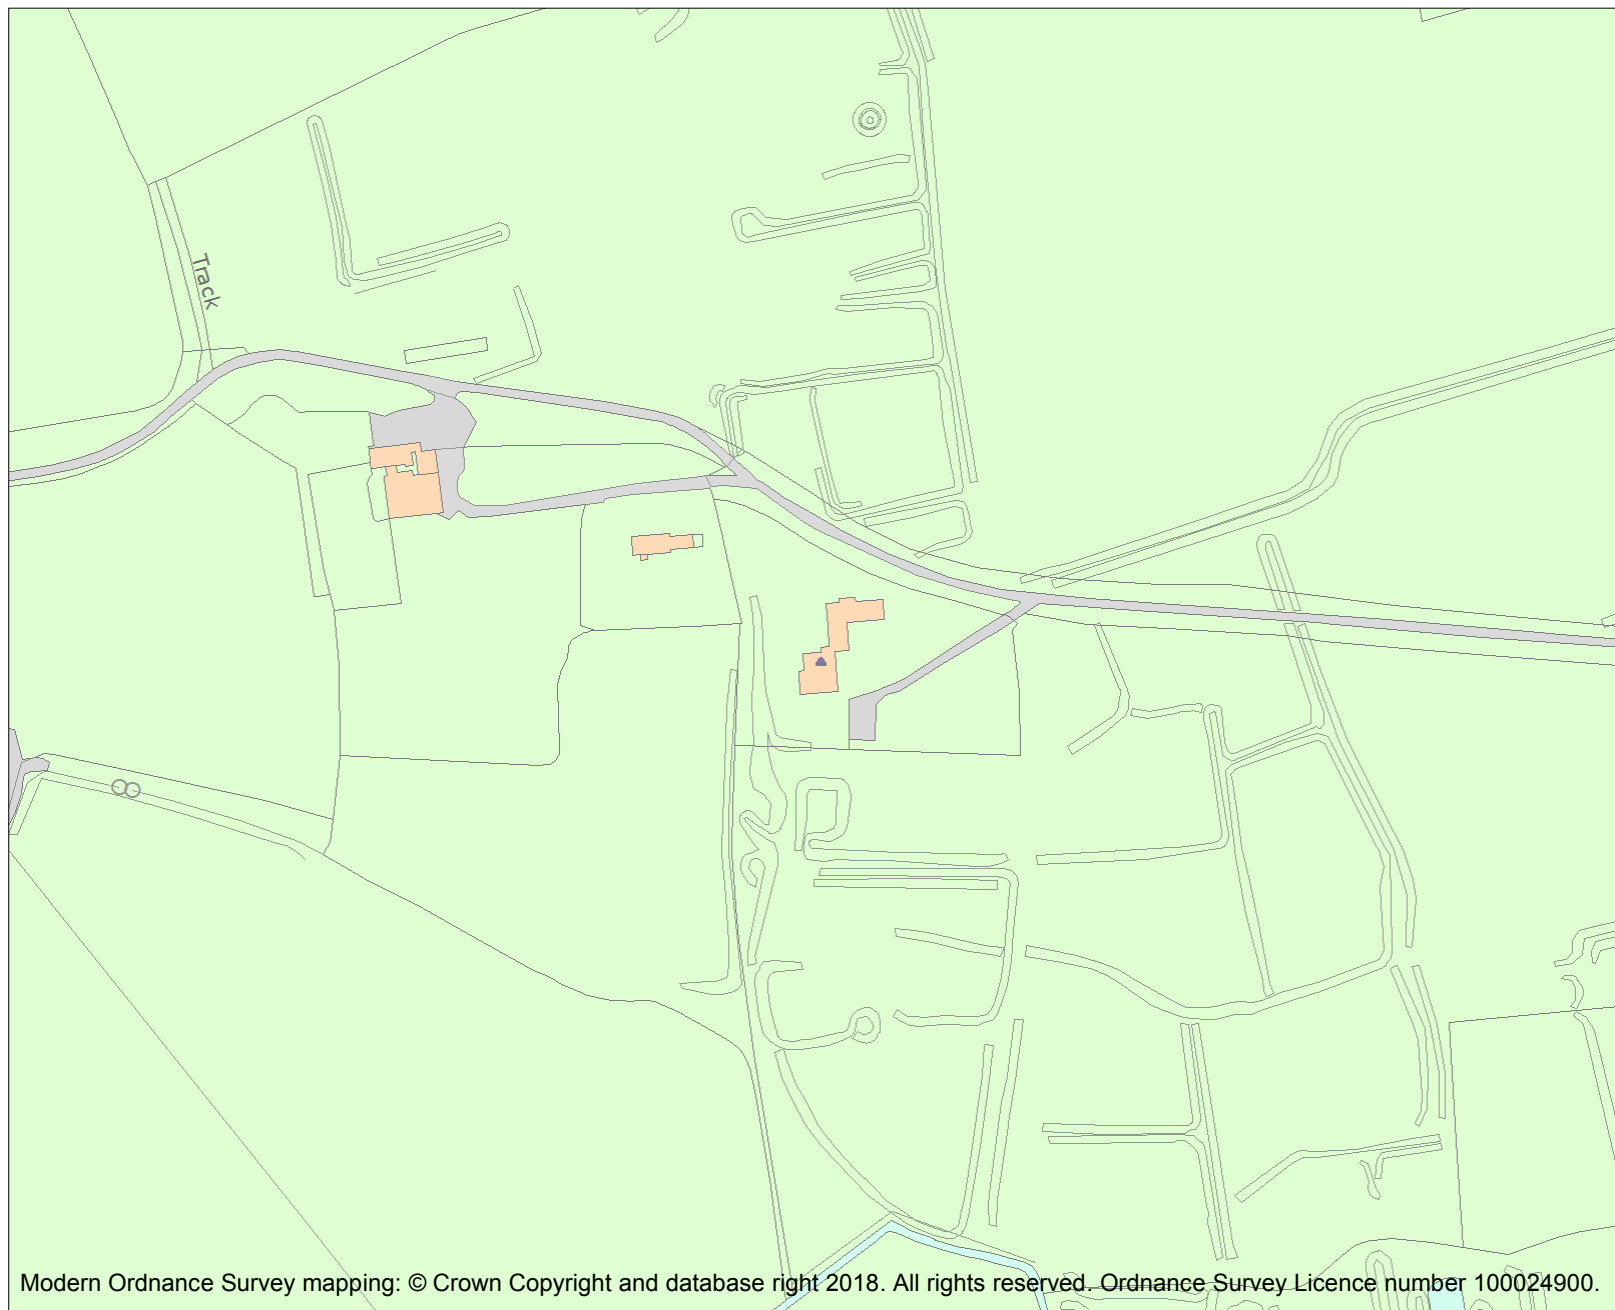 Track
Modern Ordnance Survey mapping: © Crown Copyright and database right 2018. All rights reserved. Ordnance Survey Licence number 100024900.